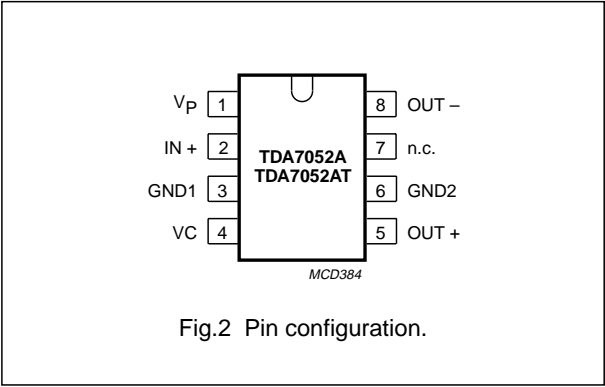 VP 1 8 OUT –
IN + 2 7 n.c.
TDA7052A
TDA7052AT
GND1 3 6 GND2
VC 4 5 OUT +
MCD384
Fig.2 Pin configuration.